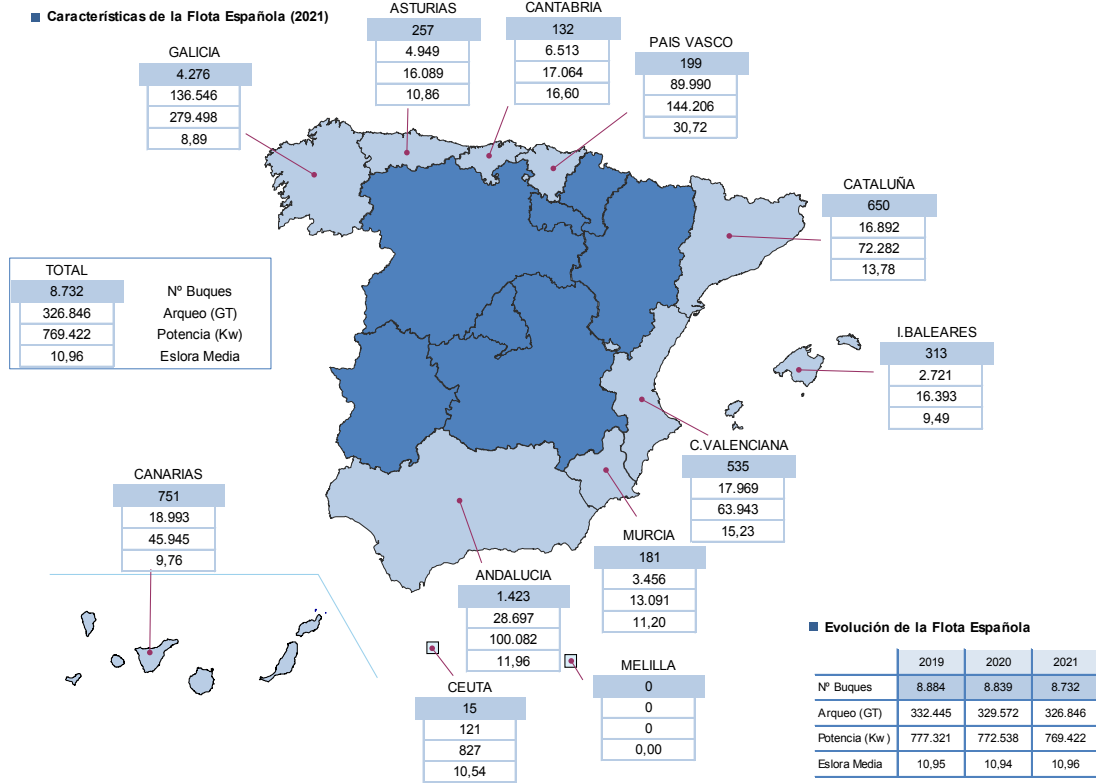 Características de la Flota Española (2021)
ASTURIAS
257
4.949
16.089
10,86
CANTABRIA
132
6.513
17.064
16,60
PAIS VASCO
199
89.990
144.206
30,72
GALICIA
4.276
136.546
279.498
8,89
CATALUÑA
650
16.892
72.282
13,78
TOTAL
8.732 Nº Buques
326.846 Arqueo (GT)
769.422 Potencia (Kw)
10,96 Eslora Media
I.BALEARES
313
2.721
16.393
9,49
C.VALENCIANA
535
17.969
63.943
15,23
CANARIAS
751
18.993
45.945
9,76
MURCIA
181
3.456
13.091
11,20
ANDALUCIA
1.423
28.697
100.082
11,96
CEUTA
15
121
827
10,54
MELILLA
0
0
0
0,00
Evolución de la Flota Española
2019 2020 2021
Nº Buques 8.884 8.839 8.732
Arqueo (GT) 332.445 329.572 326.846
Potencia (Kw) 777.321 772.538 769.422
Eslora Media 10,95 10,94 10,96